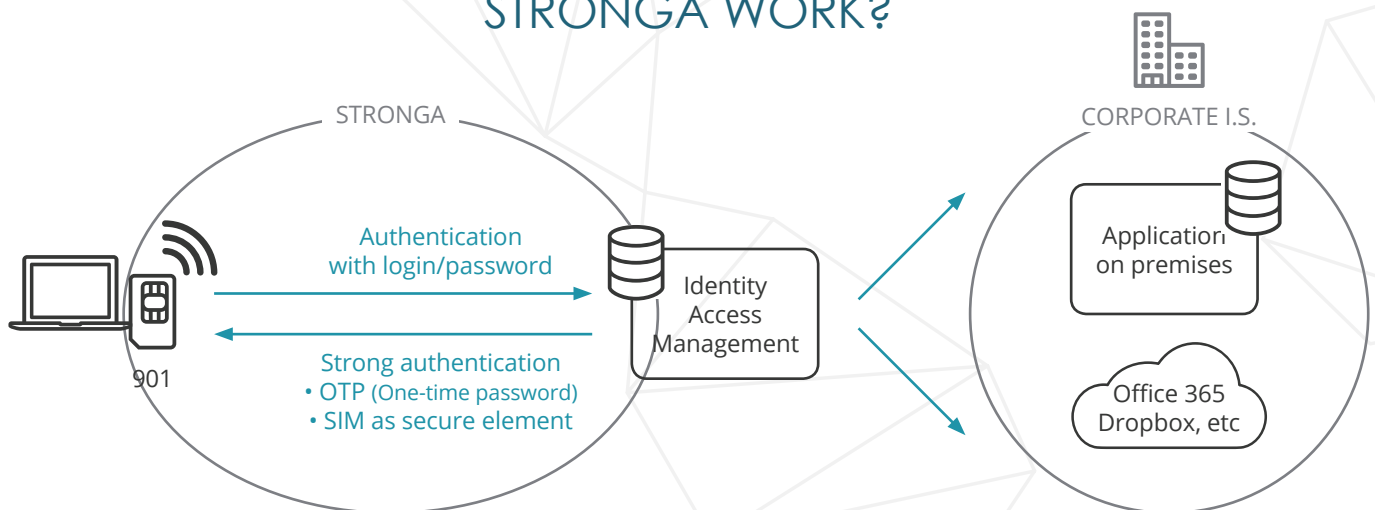 STRONGA WORK?
STRONGA
CORPORATE I.S.
Authentication
with login/password
Identity
Access
Management
Strong authentication
• OTP (One-time password)
• SIM as secure element
901
Application
on premises
Office 365
Dropbox, etc